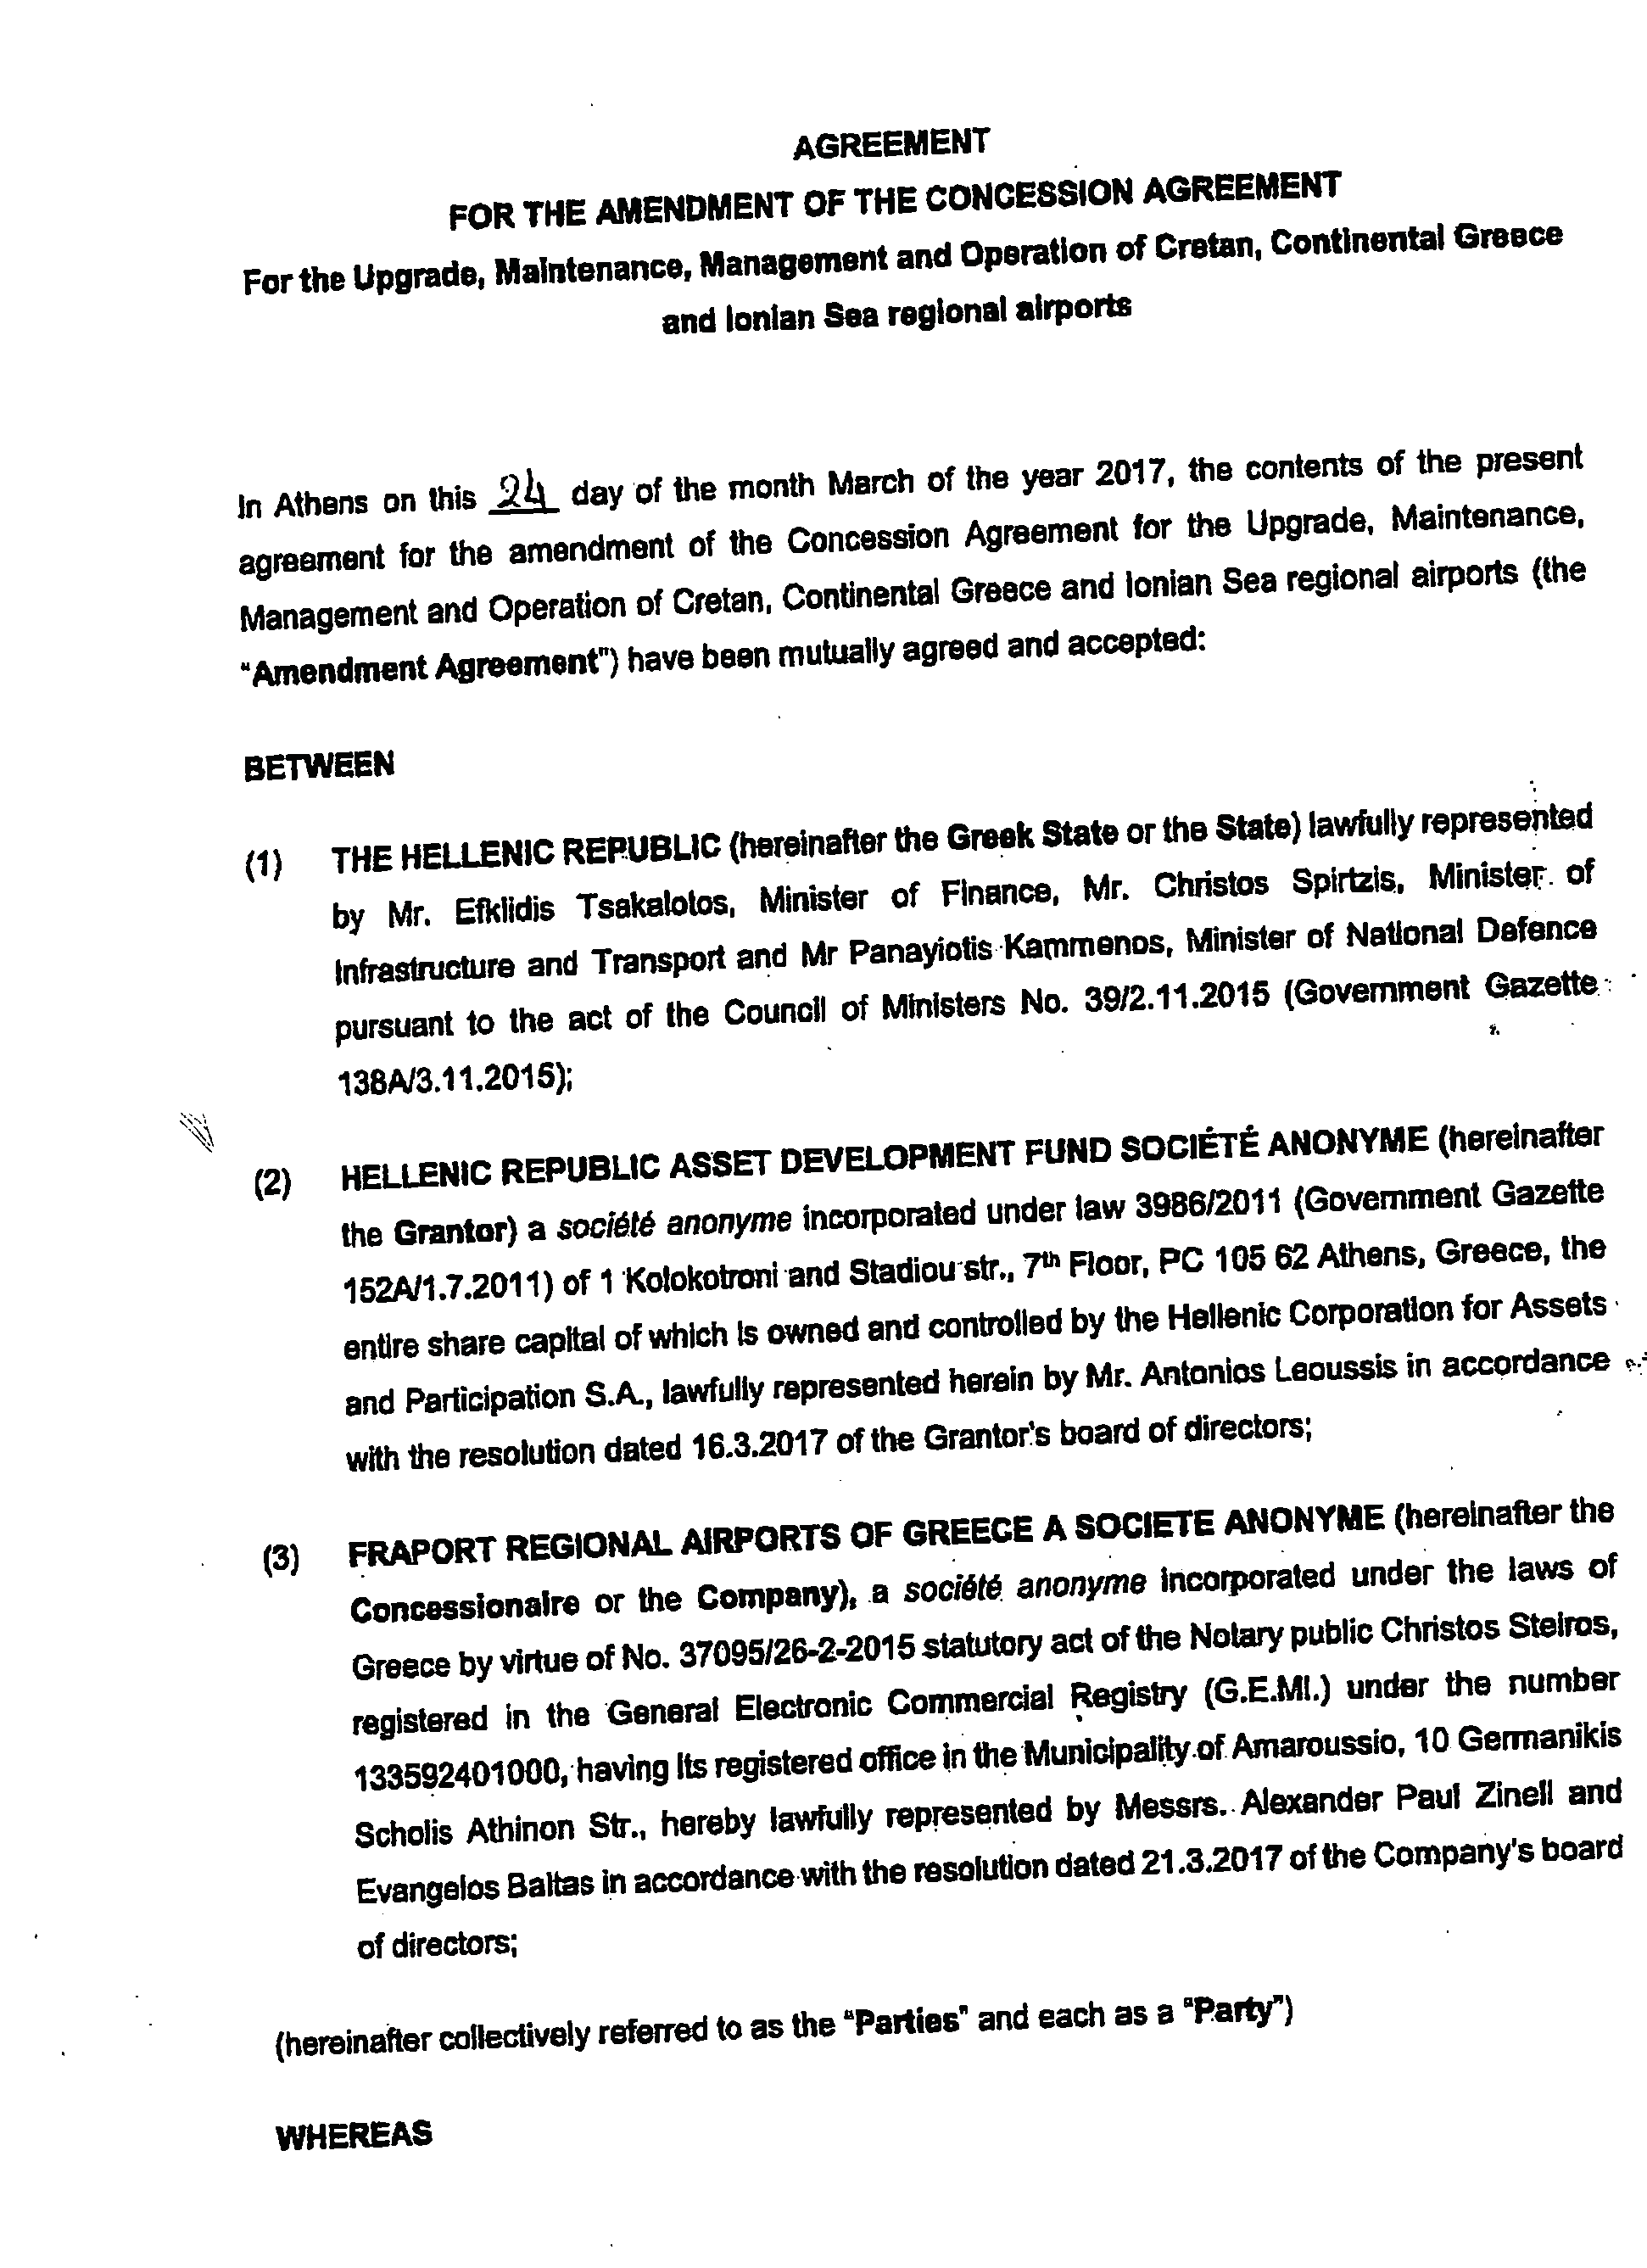 AGREEMENT
FOR THE AMENDMENT OF THE CONCESSION AGREEMENT
For the Upgrade, Maintenance, Management and Operation of Cretan, Continental Greece
and Ionian Sea regional airports
In Athens on this 24 day of the month March of the year 2017, the contents of the present
agreement for the amendment of the Concession Agreement for the Upgrade, Maintenance,
Management and Operation of Cretan, Continental Greece and Ionian Sea regional airports (the
“Amendment Agreement”) have been mutually agreed and accepted:
BETWEEN
(1) THE HELLENIC REPUBLIC (hereinafter the Greek State or the State) lawfully represented
by Mr. Efklidis Tsakalotos, Minister of Finance, Mr. Christos Spirtzis, Minister of
Infrastructure and Transport and Mr Panayiotis Kammenos, Minister of National Defence
pursuant to the act of the Council of Ministers No. 39/2.11.2015 (Government Gazette
138A/3.11.2015);
(2) HELLENIC REPUBLIC ASSET DEVELOPMENT FUND SOCIÉTÉ ANONYME (hereinafter
the Grantor) a société anonyme incorporated under law 3986/2011 (Government Gazette
152A/1.7.2011) of 1 Kolokotroni and Stadiou str., 7th Floor, PC 105 62 Athens, Greece, the
entire share capital of which is owned and controlled by the Hellenic Corporation for Assets
and Participation S.A., lawfully represented herein by Mr. Antonios Leoussis in accordance
with the resolution dated 16.3.2017 of the Grantor's board of directors;
(3) FRAPORT REGIONAL AIRPORTS OF GREECE A SOCIETE ANONYME (hereinafter the
Concessionaire or the Company), a société anonyme incorporated under the laws of
Greece by virtue of No. 37095/26-2-2015 statutory act of the Notary public Christos Steiros,
registered in the General Electronic Commercial Registry (G.E.MI.) under the number
133592401000, having its registered office in the Municipality of Amaroussio, 10 Germanikis
Scholis Athinon Str., hereby lawfully represented by Messrs. Alexander Paul Zinell and
Evangelos Baltas in accordance with the resolution dated 21.3.2017 of the Company's board
of directors;
(hereinafter collectively referred to as the “Parties” and each as a “Party”)
WHEREAS